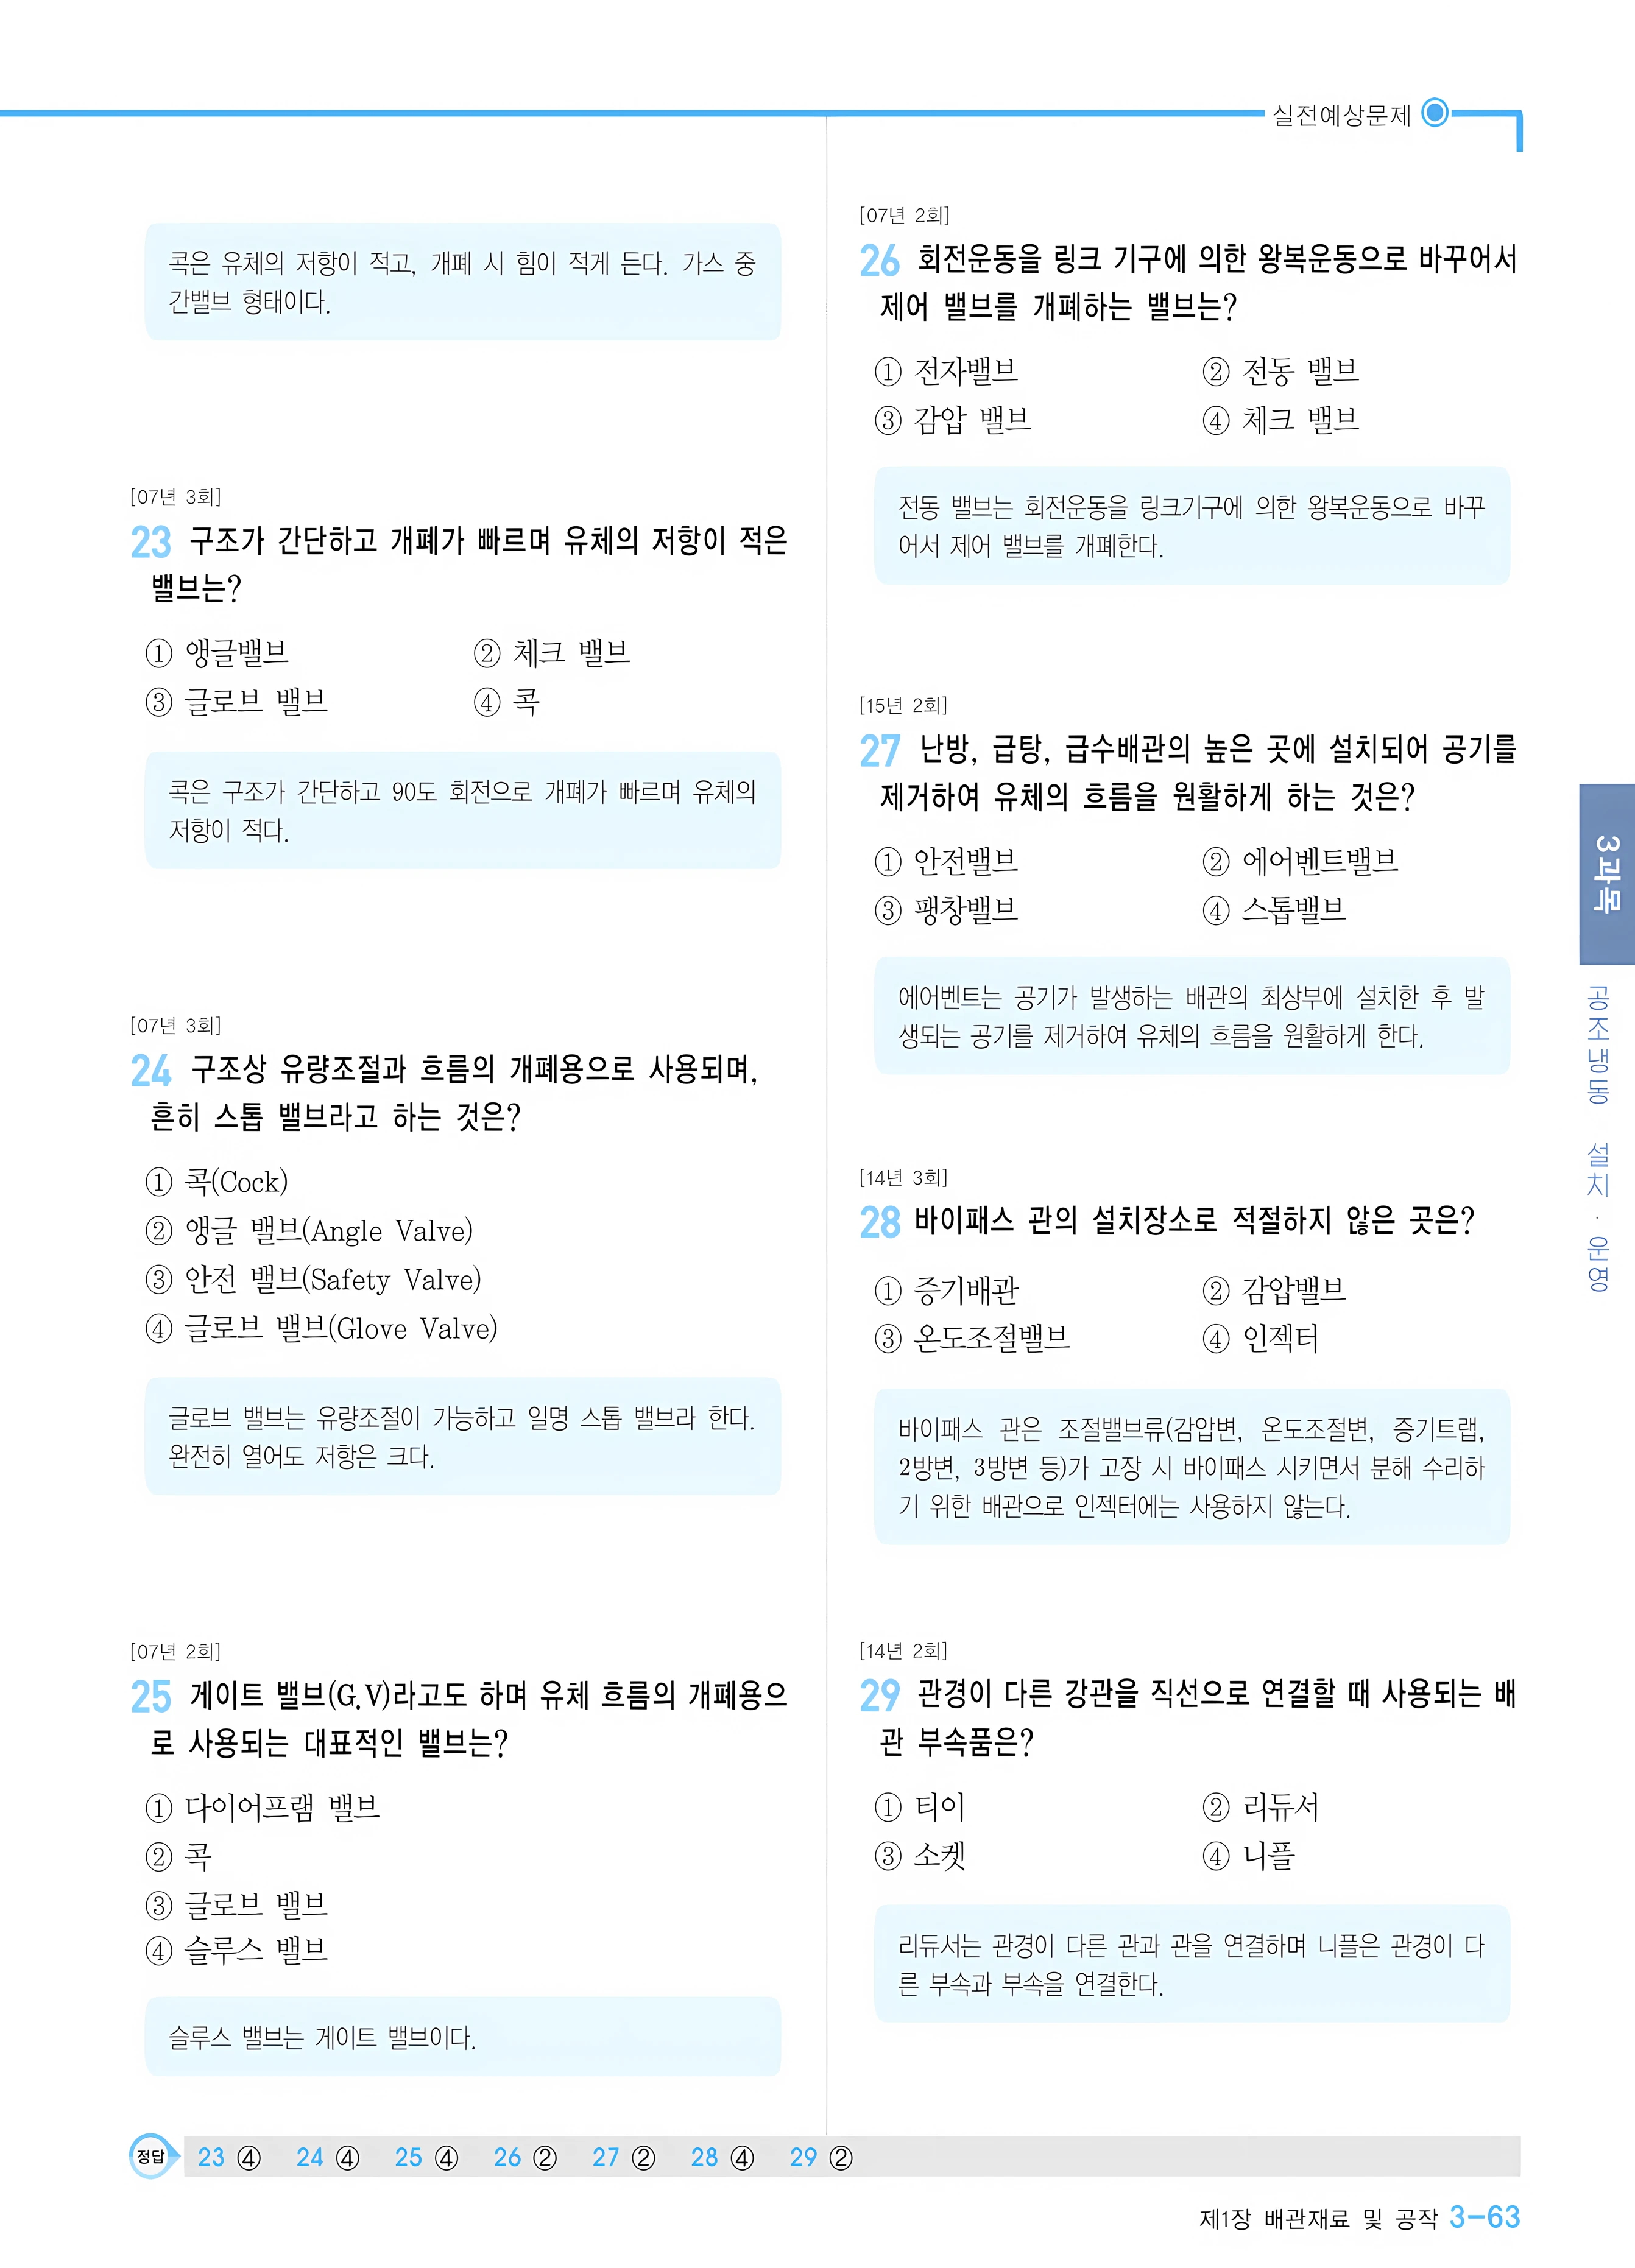 실전예상문제
콕은 유체의 저항이 적고, 개폐 시 힘이 적게 든다. 가스 중
간밸브 형태이다.
[07년 3회]
23 구조가 간단하고 개폐가 빠르며 유체의 저항이 적은
밸브는?
① 앵글밸브 ② 체크 밸브
③ 글로브 밸브 ④ 콕
콕은 구조가 간단하고 90도 회전으로 개폐가 빠르며 유체의
저항이 적다.
[07년 3회]
24 구조상 유량조절과 흐름의 개폐용으로 사용되며,
흔히 스톱 밸브라고 하는 것은?
① 콕(Cock)
② 앵글 밸브(Angle Valve)
③ 안전 밸브(Safety Valve)
④ 글로브 밸브(Glove Valve)
글로브 밸브는 유량조절이 가능하고 일명 스톱 밸브라 한다.
완전히 열어도 저항은 크다.
[07년 2회]
25 게이트 밸브(G.V)라고도 하며 유체 흐름의 개폐용으
로 사용되는 대표적인 밸브는?
① 다이어프램 밸브
② 콕
③ 글로브 밸브
④ 슬루스 밸브
슬루스 밸브는 게이트 밸브이다.
[07년 2회]
26 회전운동을 링크 기구에 의한 왕복운동으로 바꾸어서
제어 밸브를 개폐하는 밸브는?
① 전자밸브 ② 전동 밸브
③ 감압 밸브 ④ 체크 밸브
전동 밸브는 회전운동을 링크기구에 의한 왕복운동으로 바꾸
어서 제어 밸브를 개폐한다.
[15년 2회]
27 난방, 급탕, 급수배관의 높은 곳에 설치되어 공기를
제거하여 유체의 흐름을 원활하게 하는 것은?
① 안전밸브 ② 에어벤트밸브
③ 팽창밸브 ④ 스톱밸브
에어벤트는 공기가 발생하는 배관의 최상부에 설치한 후 발
생되는 공기를 제거하여 유체의 흐름을 원활하게 한다.
[14년 3회]
28 바이패스 관의 설치장소로 적절하지 않은 곳은?
① 증기배관 ② 감압밸브
③ 온도조절밸브 ④ 인젝터
바이패스 관은 조절밸브류(감압변, 온도조절변, 증기트랩,
2방변, 3방변 등)가 고장 시 바이패스 시키면서 분해 수리하
기 위한 배관으로 인젝터에는 사용하지 않는다.
[14년 2회]
29 관경이 다른 강관을 직선으로 연결할 때 사용되는 배
관 부속품은?
① 티이 ② 리듀서
③ 소켓 ④ 니플
리듀서는 관경이 다른 관과 관을 연결하며 니플은 관경이 다
른 부속과 부속을 연결한다.
3과목
공조냉동 설치·운영
정답 23 ④ 24 ④ 25 ④ 26 ② 27 ② 28 ④ 29 ②
제1장 배관재료 및 공작 3-63